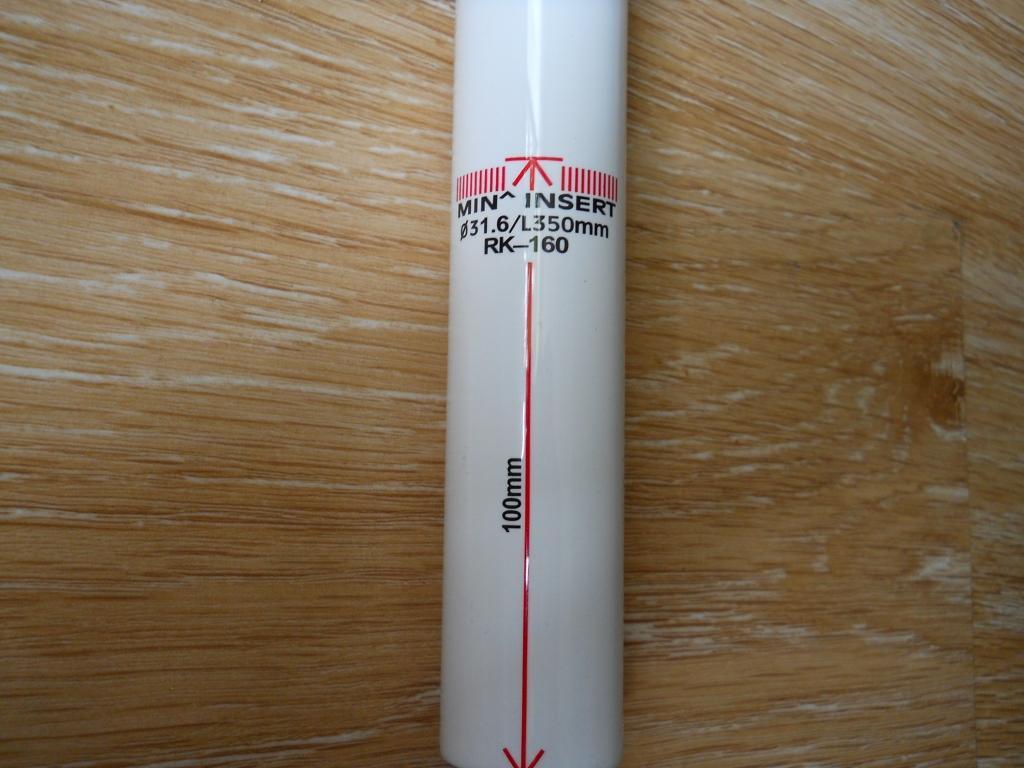 MIN^ INSERT
Ø31.6/L350mm
RK-160
100mm